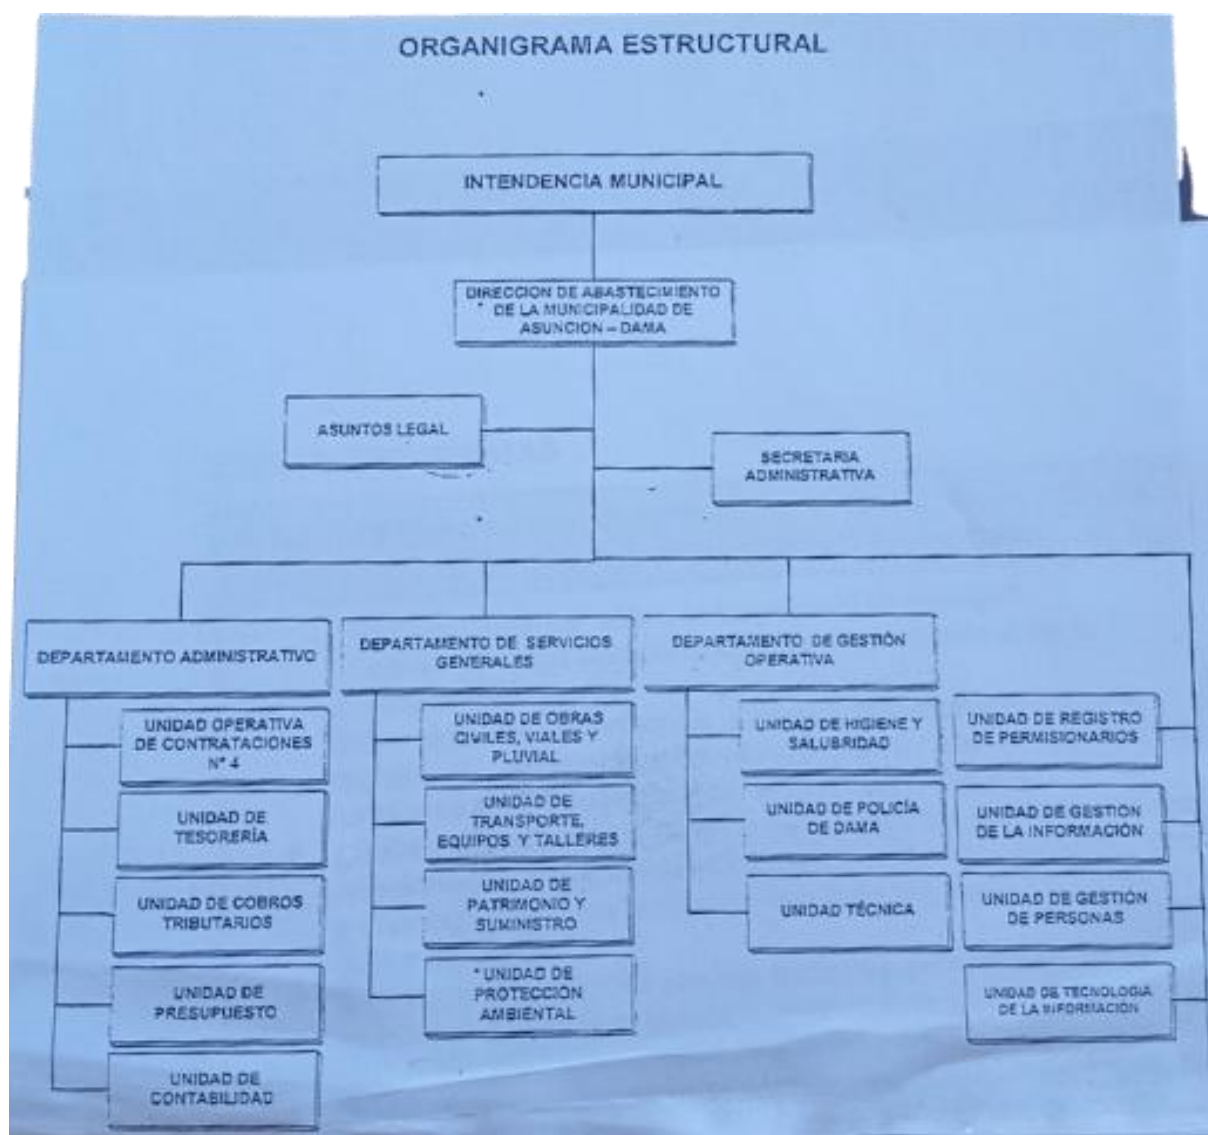 ORGANIGRAMA ESTRUCTURAL
INTENDENCIA MUNICIPAL
DIRECCION DE ABASTECIMIENTO
DE LA MUNICIPALIDAD DE
ASUNCION – DAMA
ASUNTOS LEGAL
SECRETARIA
ADMINISTRATIVA
DEPARTAMENTO ADMINISTRATIVO
UNIDAD OPERATIVA
DE CONTRATACIONES
N° 4
UNIDAD DE
TESORERÍA
UNIDAD DE COBROS
TRIBUTARIOS
UNIDAD DE
PRESUPUESTO
UNIDAD DE
CONTABILIDAD
DEPARTAMENTO DE SERVICIOS
GENERALES
UNIDAD DE OBRAS
CIVILES, VIALES Y
PLUVIAL
UNIDAD DE
TRANSPORTE,
EQUIPOS Y TALLERES
UNIDAD DE
PATRIMONIO Y
SUMINISTRO
UNIDAD DE
PROTECCIÓN
AMBIENTAL
DEPARTAMENTO DE GESTIÓN
OPERATIVA
UNIDAD DE HIGIENE Y
SALUBRIDAD
UNIDAD DE POLICÍA
DE DAMA
UNIDAD TÉCNICA
UNIDAD DE REGISTRO
DE PERMISIONARIOS
UNIDAD DE GESTIÓN
DE LA INFORMACIÓN
UNIDAD DE GESTIÓN
DE PERSONAS
UNIDAD DE TECNOLOGIA
DE LA INFORMACIÓN